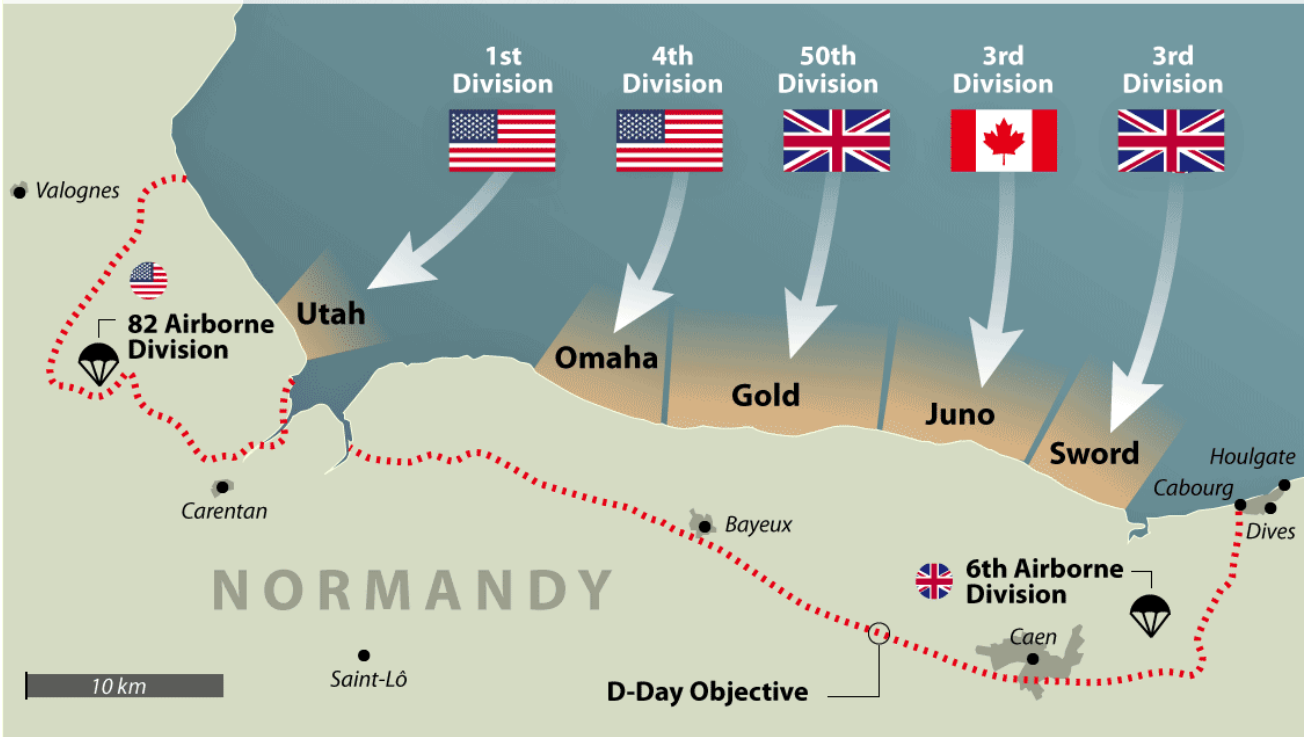 1st
Division
4th
Division
50th
Division
3rd
Division
3rd
Division
Valognes
82 Airborne
Division
Utah
Omaha
Gold
Juno
Sword
Houlgate
Cabourg
Dives
Carentan
Bayeux
NORMANDY
6th Airborne
Division
Caen
Saint-Lô
D-Day Objective
10 km